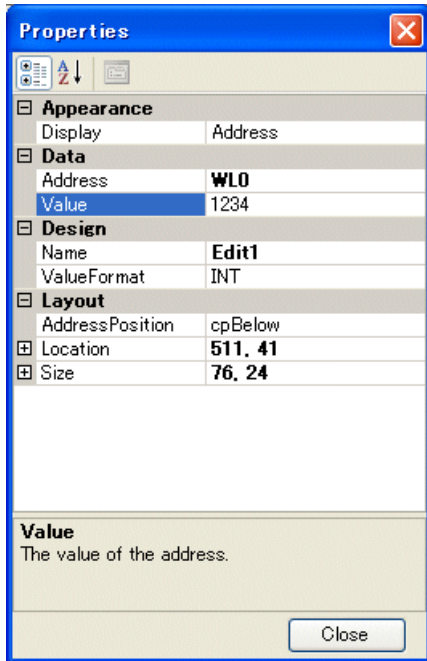 Properties
Appearance
Display Address
Data
Address WL0
Value 1234
Design
Name Edit1
ValueFormat INT
Layout
AddressPosition cpBelow
Location 511, 41
Size 76, 24
Value
The value of the address.
Close